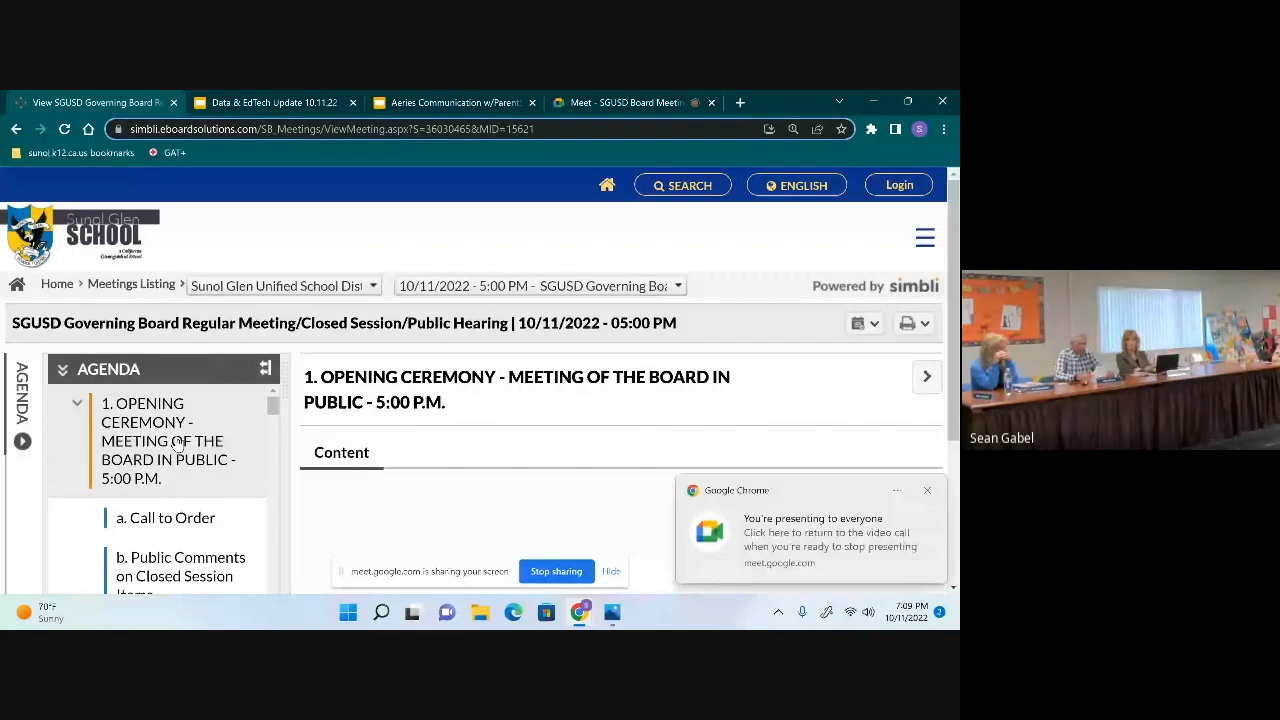 View SGUSD Governing Board R
Data & EdTech Update 10.11.22
Aeries Communication w/Parent
Meet - SGUSD Board Meetin
simbli.eboardsolutions.com/SB_Meetings/ViewMeeting.aspx?S=36030465&MID=15621
S
sunol.k12.ca.us bookmarks
GAT+
SEARCH
ENGLISH
Login
Sunol Glen
SCHOOL
a California
Distinguished School
Home
Meetings Listing
Sunol Glen Unified School Dist
10/11/2022 - 5:00 PM - SGUSD Governing Boa
Powered by simbli
SGUSD Governing Board Regular Meeting/Closed Session/Public Hearing | 10/11/2022 - 05:00 PM
AGENDA
AGENDA
1. OPENING
CEREMONY -
MEETING OF THE
BOARD IN PUBLIC -
5:00 P.M.
a. Call to Order
b. Public Comments
on Closed Session
Items
1. OPENING CEREMONY - MEETING OF THE BOARD IN
PUBLIC - 5:00 P.M.
Content
Google Chrome
You're presenting to everyone
Click here to return to the video call
when you're ready to stop presenting
meet.google.com
meet.google.com is sharing your screen
Stop sharing
Hide
70°F
Sunny
7:09 PM
10/11/2022
2
Sean Gabel